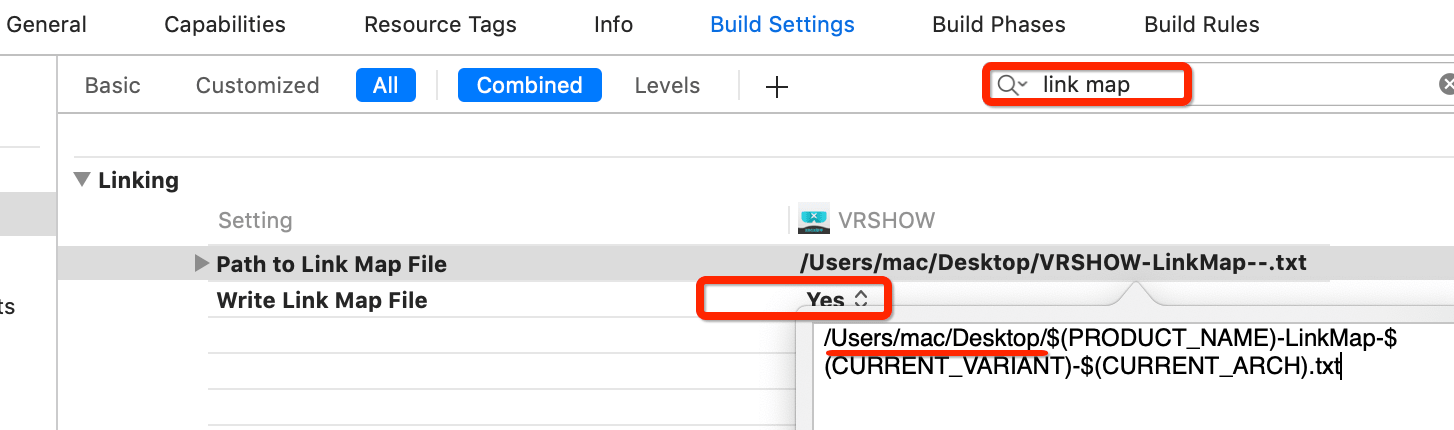 General Capabilities Resource Tags Info Build Settings Build Phases Build Rules
Basic Customized All Combined Levels + link map
Linking
Setting VRSHOW
Path to Link Map File /Users/mac/Desktop/VRSHOW-LinkMap--.txt
Write Link Map File Yes
ts
/Users/mac/Desktop/$(PRODUCT_NAME)-LinkMap-$
(CURRENT_VARIANT)-$(CURRENT_ARCH).txt